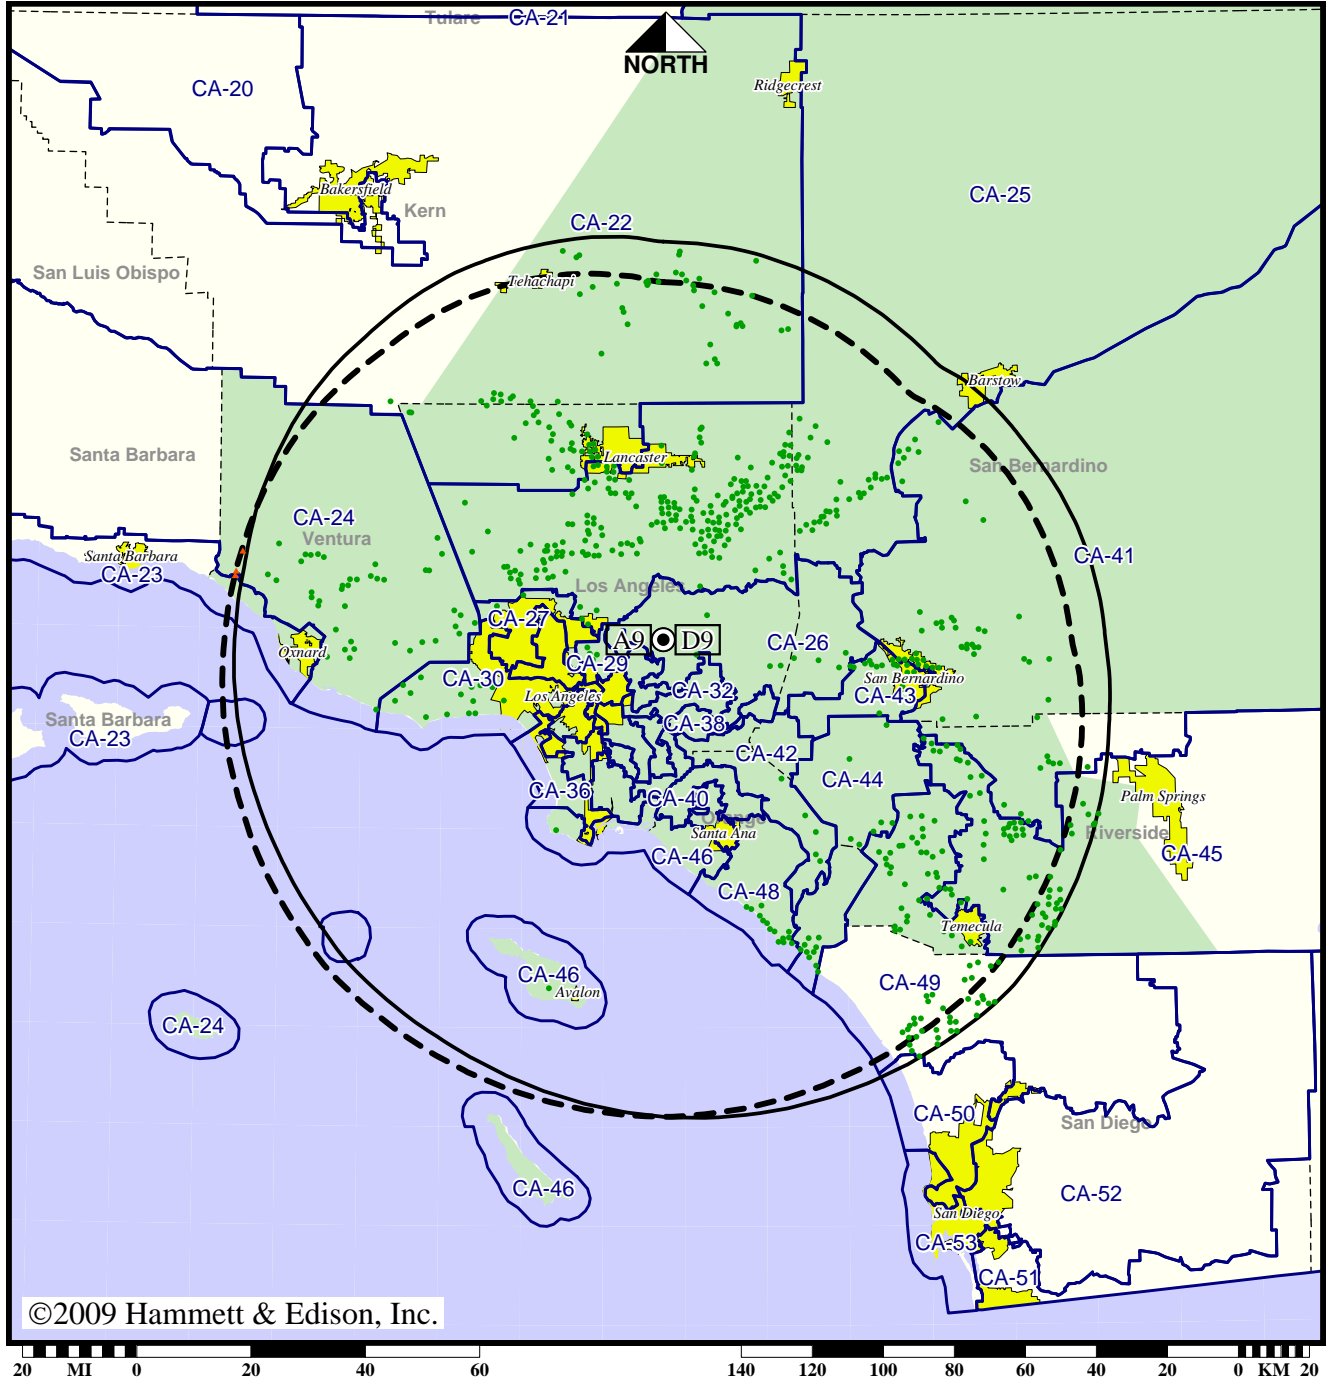 Tulare
CA-21
NORTH
CA-20
Ridgecrest
Bakersfield
Kern
CA-25
CA-22
San Luis Obispo
Tehachapi
Barstow
Santa Barbara
Lancaster
San Bernardino
CA-24
Ventura
Santa Barbara
CA-23
CA-41
Los Angeles
CA-27
A9
D9
CA-26
Oxnard
CA-29
CA-30
CA-32
San Bernardino
CA-43
Los Angeles
Santa Barbara
CA-23
CA-38
CA-42
CA-44
CA-36
CA-40
Palm Springs
Orange
Santa Ana
Riverside
CA-46
CA-45
CA-48
Temecula
CA-46
Avalon
CA-49
CA-24
CA-50
San Diego
CA-46
CA-52
San Diego
CA-53
CA-51
©2009 Hammett & Edison, Inc.
20 MI 0 20 40 60 140 120 100 80 60 40 20 0 KM 20